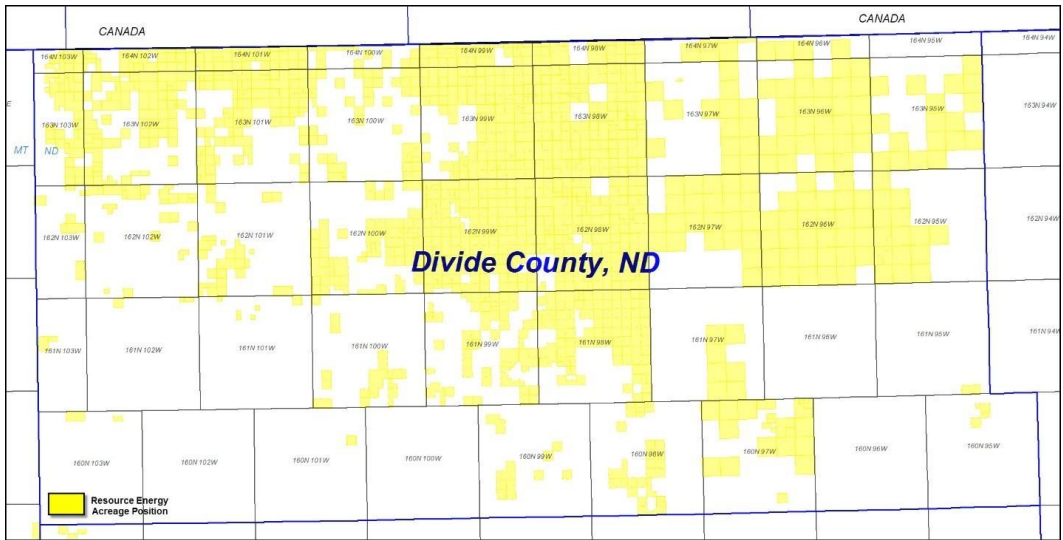 CANADA
CANADA
164N 103W
164N 102W
164N 101W
164N 100W
164N 99W
164N 98W
164N 97W
164N 96W
164N 95W
164N 94W
E
163N 103W
163N 102W
163N 101W
163N 100W
163N 99W
163N 98W
163N 97W
163N 96W
163N 95W
163N 94W
MT
ND
162N 103W
162N 102W
162N 101W
162N 100W
162N 99W
162N 98W
162N 97W
162N 96W
162N 95W
162N 94W
Divide County, ND
161N 103W
161N 102W
161N 101W
161N 100W
161N 99W
161N 98W
161N 97W
161N 96W
161N 95W
161N 94W
160N 103W
160N 102W
160N 101W
160N 100W
160N 99W
160N 98W
160N 97W
160N 96W
160N 95W
Resource Energy
Acreage Position